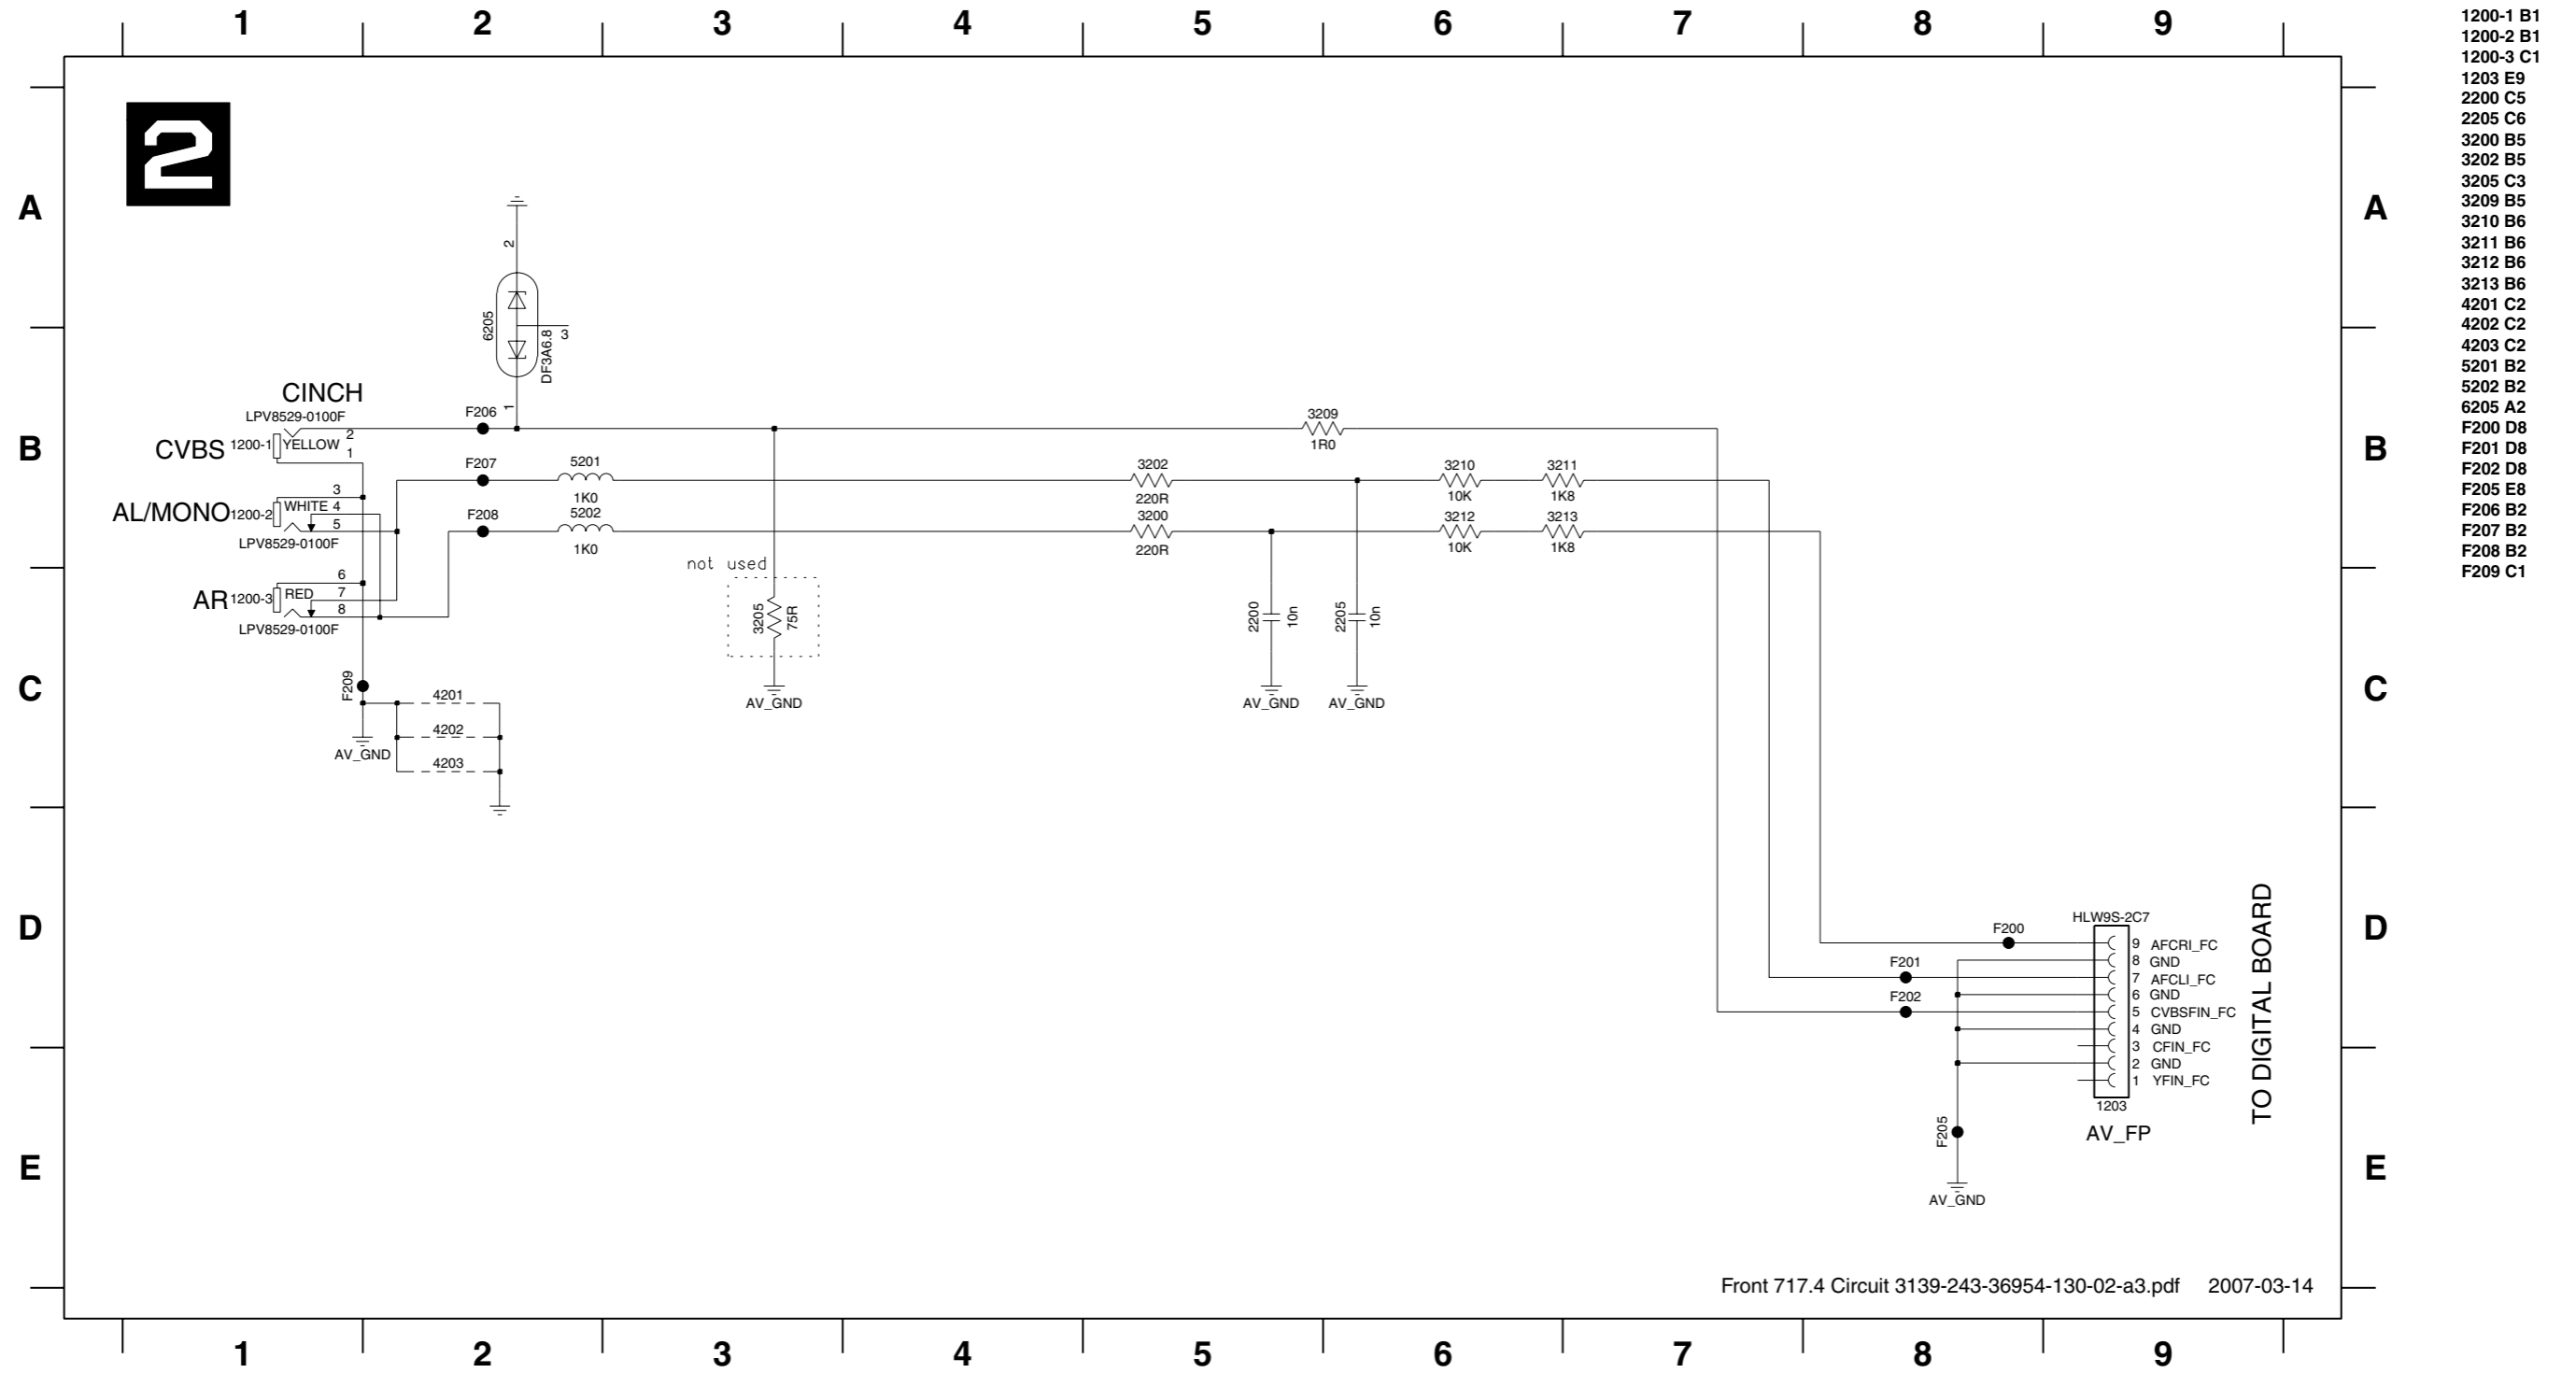 1 2 3 4 5 6 7 8 9
1200-1 B1
1200-2 B1
1200-3 C1
1203 E9
2200 C5
2205 C6
3200 B5
3202 B5
3205 C3
3209 B5
3210 B6
3211 B6
3212 B6
3213 B6
4201 C2
4202 C2
4203 C2
5201 B2
5202 B2
6205 A2
F200 D8
F201 D8
F202 D8
F205 E8
F206 B2
F207 B2
F208 B2
F209 C1
2
A A
2
6205
DF3A6.8
3
1
CINCH
LPV8529-0100F
CVBS 1200-1 YELLOW
2
1
F206
3209
1R0
B B
F207
5201
1K0
3202
220R
3210
10K
3211
1K8
AL/MONO 1200-2 WHITE
3
4
5
LPV8529-0100F
F208
5202
1K0
3200
220R
3212
10K
3213
1K8
not used
AR 1200-3 RED
6
7
8
LPV8529-0100F
3205
75R
AV_GND
2200
10n
AV_GND
2205
10n
AV_GND
C C
F209
AV_GND
4201
4202
4203
D D
HLW9S-2C7
F200
9 AFCRI_FC
8 GND
F201
7 AFCLI_FC
6 GND
F202
5 CVBSFIN_FC
4 GND
3 CFIN_FC
2 GND
1 YFIN_FC
1203
AV_FP
TO DIGITAL BOARD
F205
AV_GND
E E
Front 717.4 Circuit 3139-243-36954-130-02-a3.pdf 2007-03-14
1 2 3 4 5 6 7 8 9